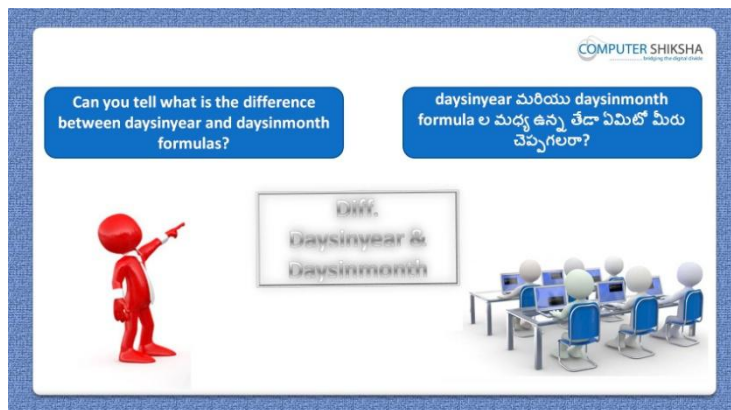 COMPUTER SHIKSHA
bridging the digital divide
Can you tell what is the difference
between daysinyear and daysinmonth
formulas?
daysinyear మరియు daysinmonth
formula ల మధ్య ఉన్న తేడా ఏమిటో మీరు
చెప్పగలరా?
Diff.
Daysinyear &
Daysinmonth